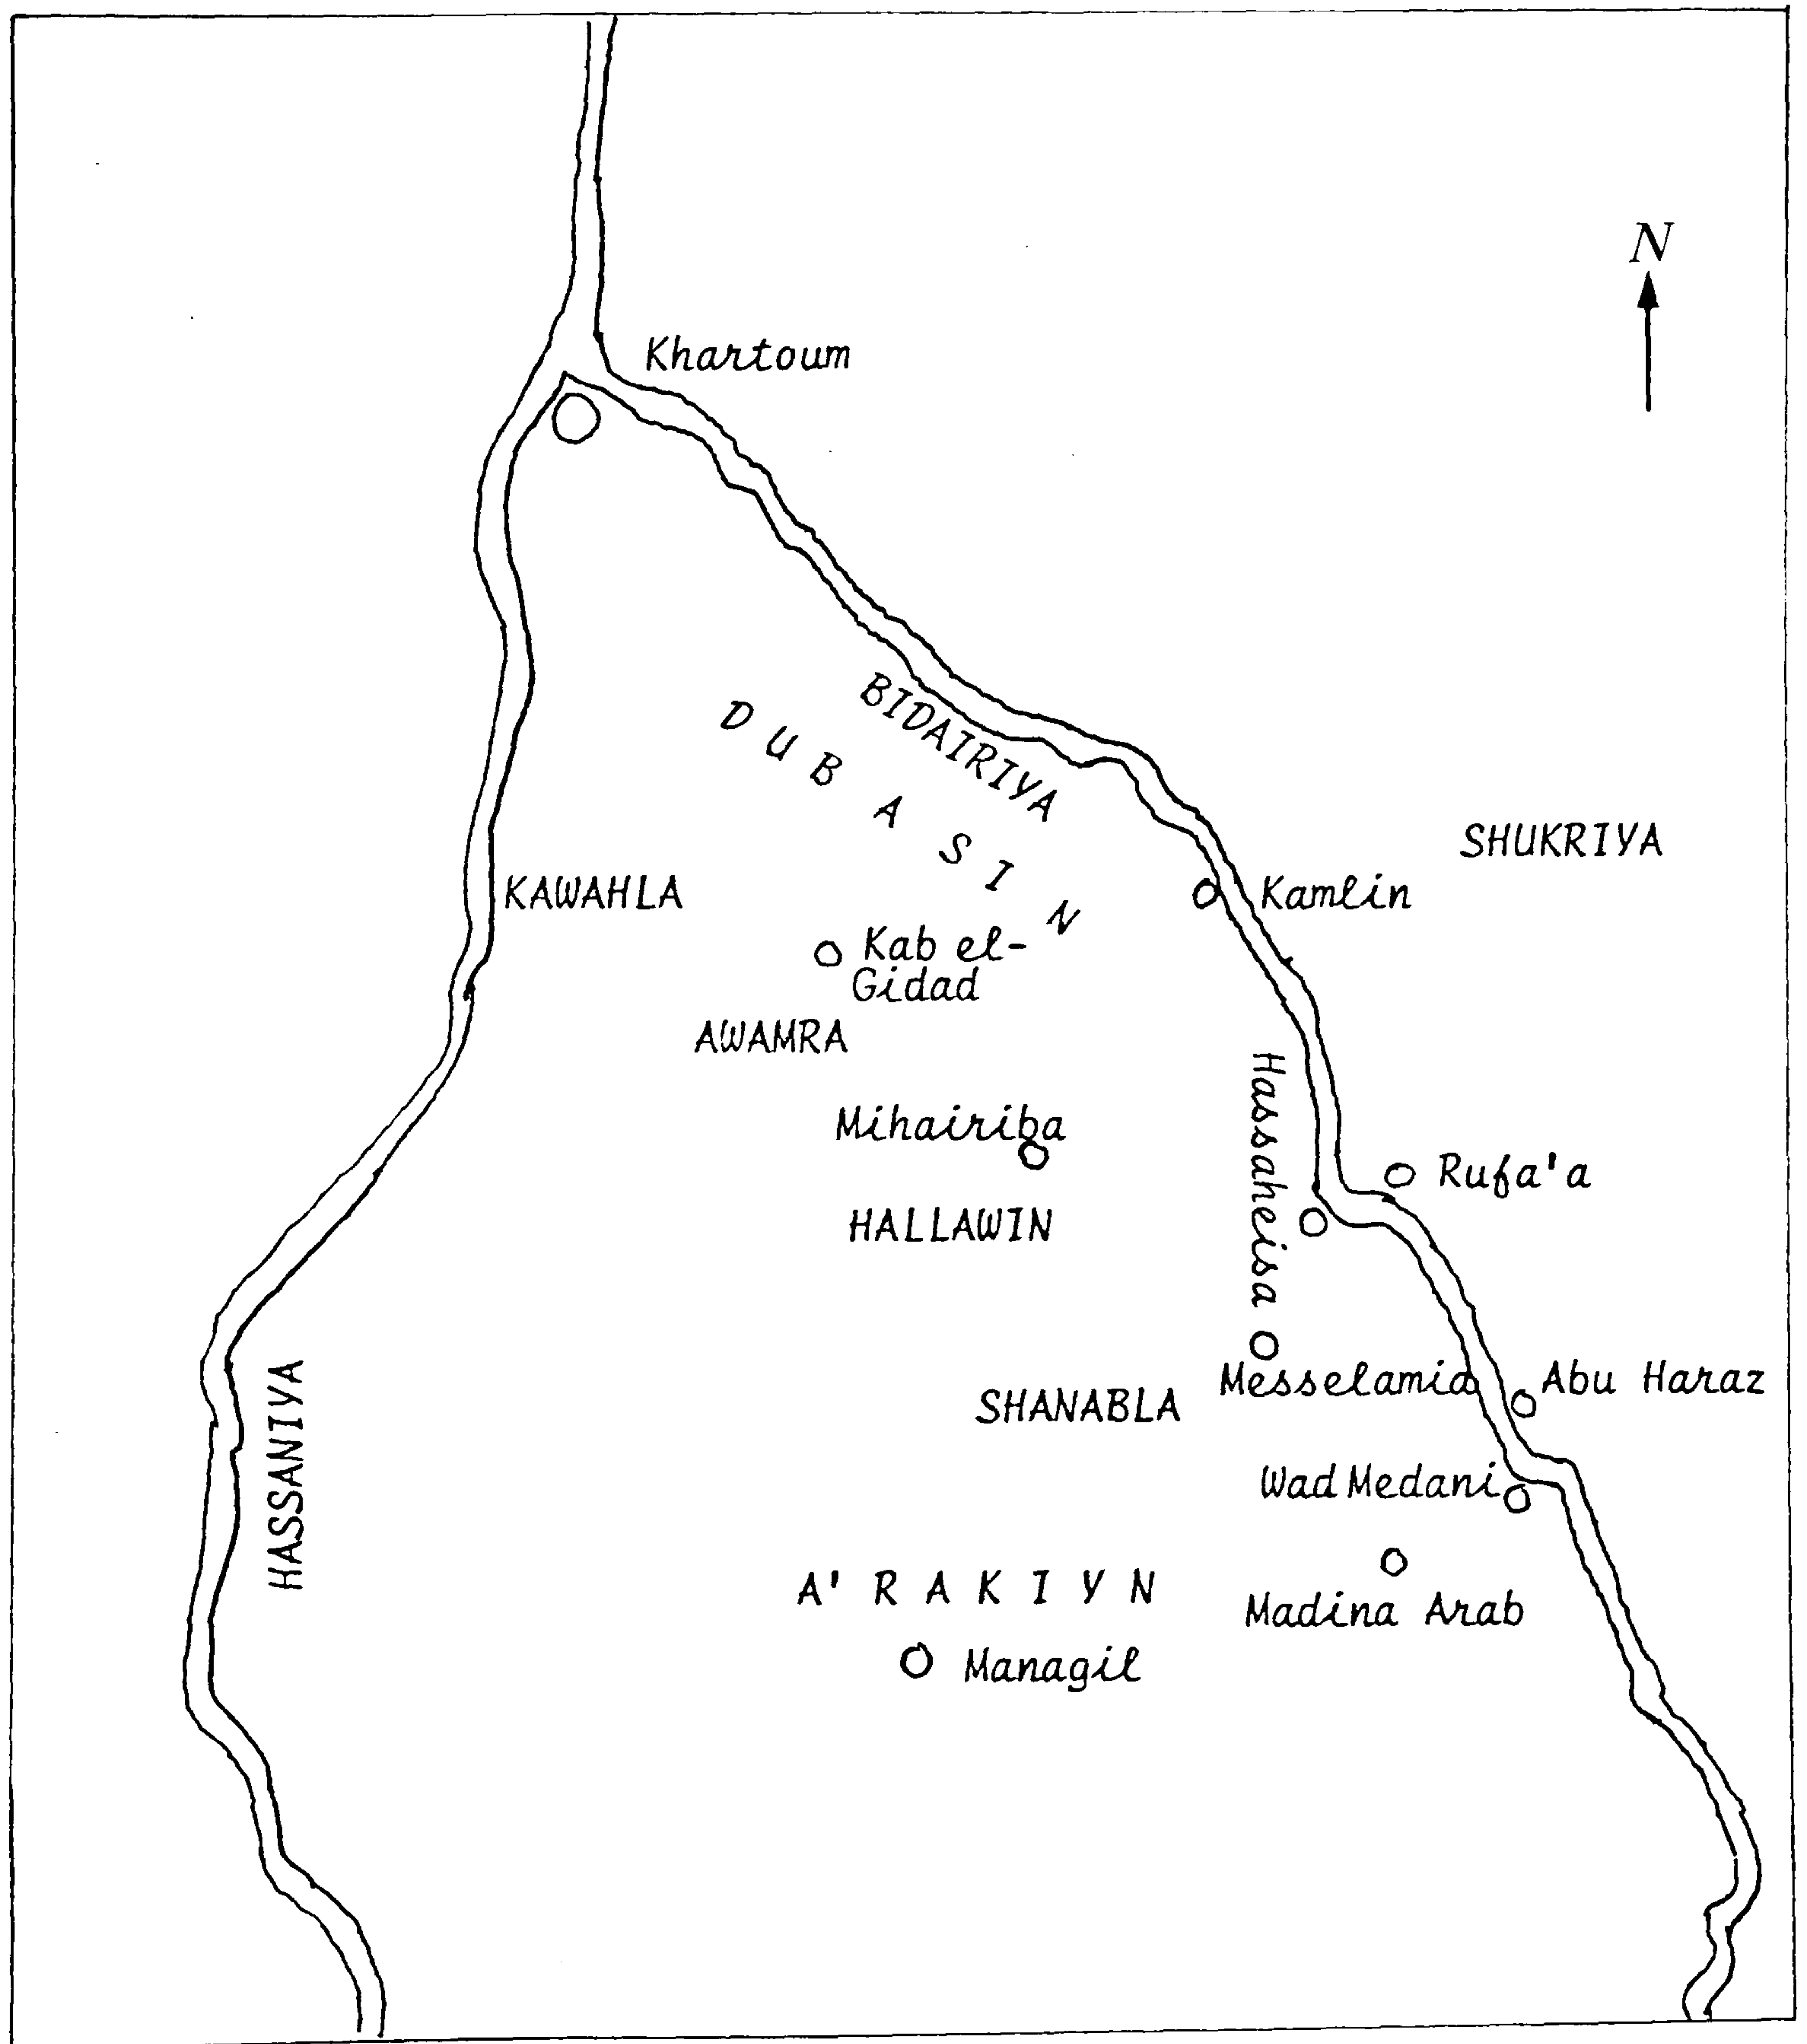 N
Khartoum
BIDAIRIYA
DUBASIN
SHUKRIYA
KAWAHLA
Kamlin
Kab el-
Gidad
AWAMRA
Hassaheisa
Mihairiba
Rufa'a
HALLAWIN
HASSANIYA
Messelamia
Abu Haraz
SHANABLA
Wad Medani
A'RAKIYN
Madina Arab
Managil